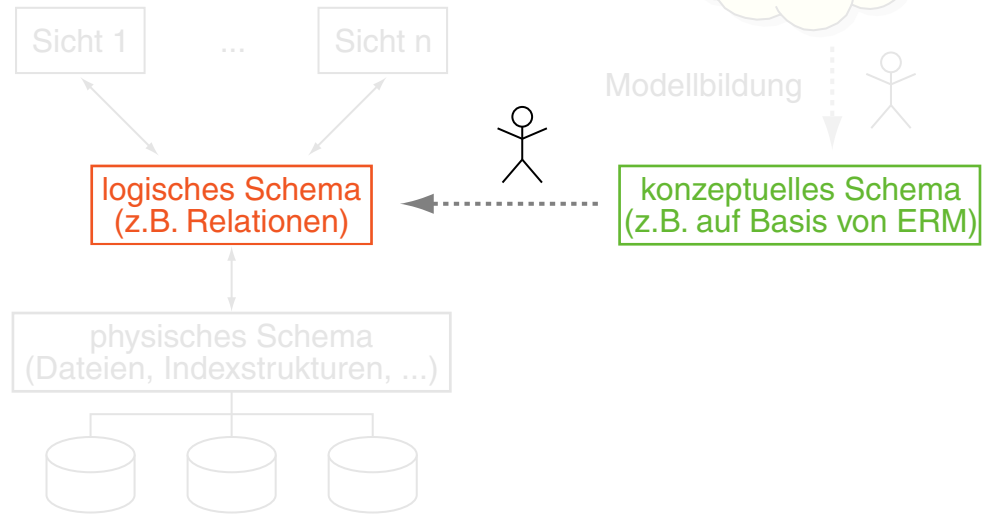 Sicht 1 ... Sicht n
Modellbildung
logisches Schema
(z.B. Relationen)
konzeptuelles Schema
(z.B. auf Basis von ERM)
physisches Schema
(Dateien, Indexstrukturen, ...)